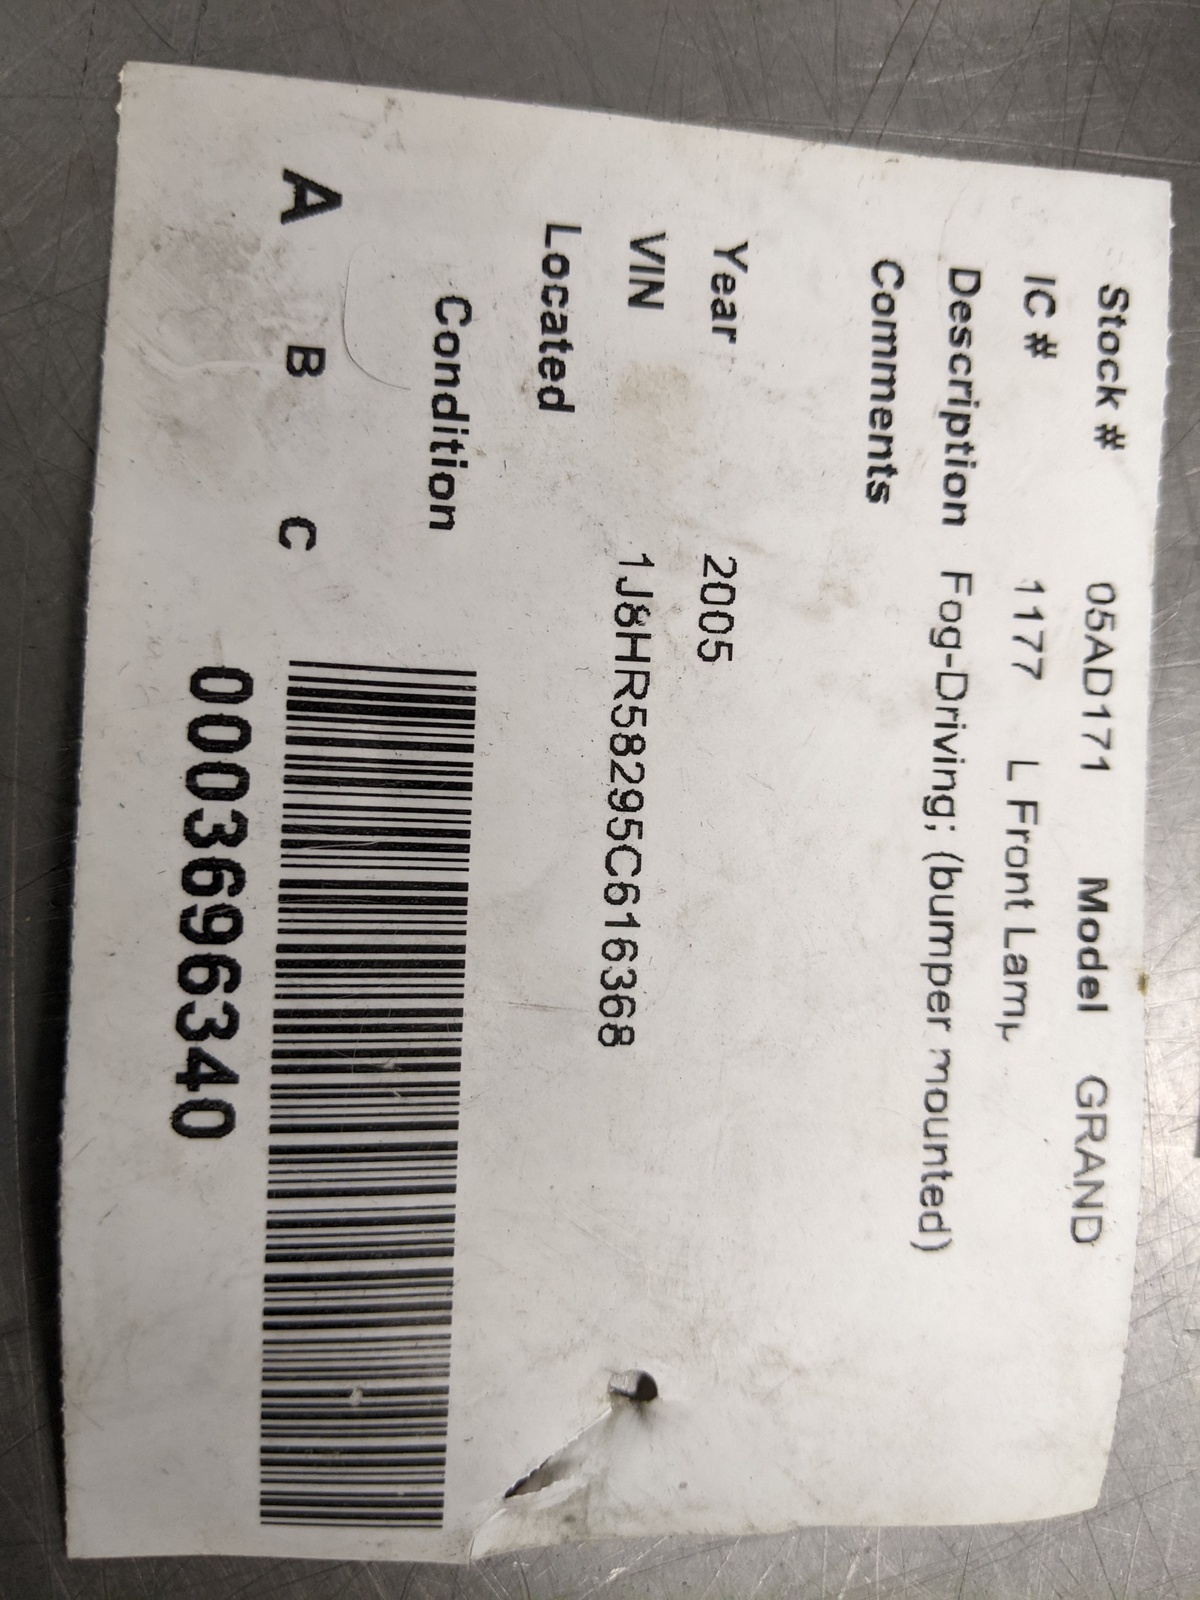 Stock # 05AD171 Model GRAND
IC # 1177 L Front Lamp
Description Fog-Driving; (bumper mounted)
Comments
Year 2005
VIN 1J8HR58295C616368
Located
Condition
A B C
0003696340